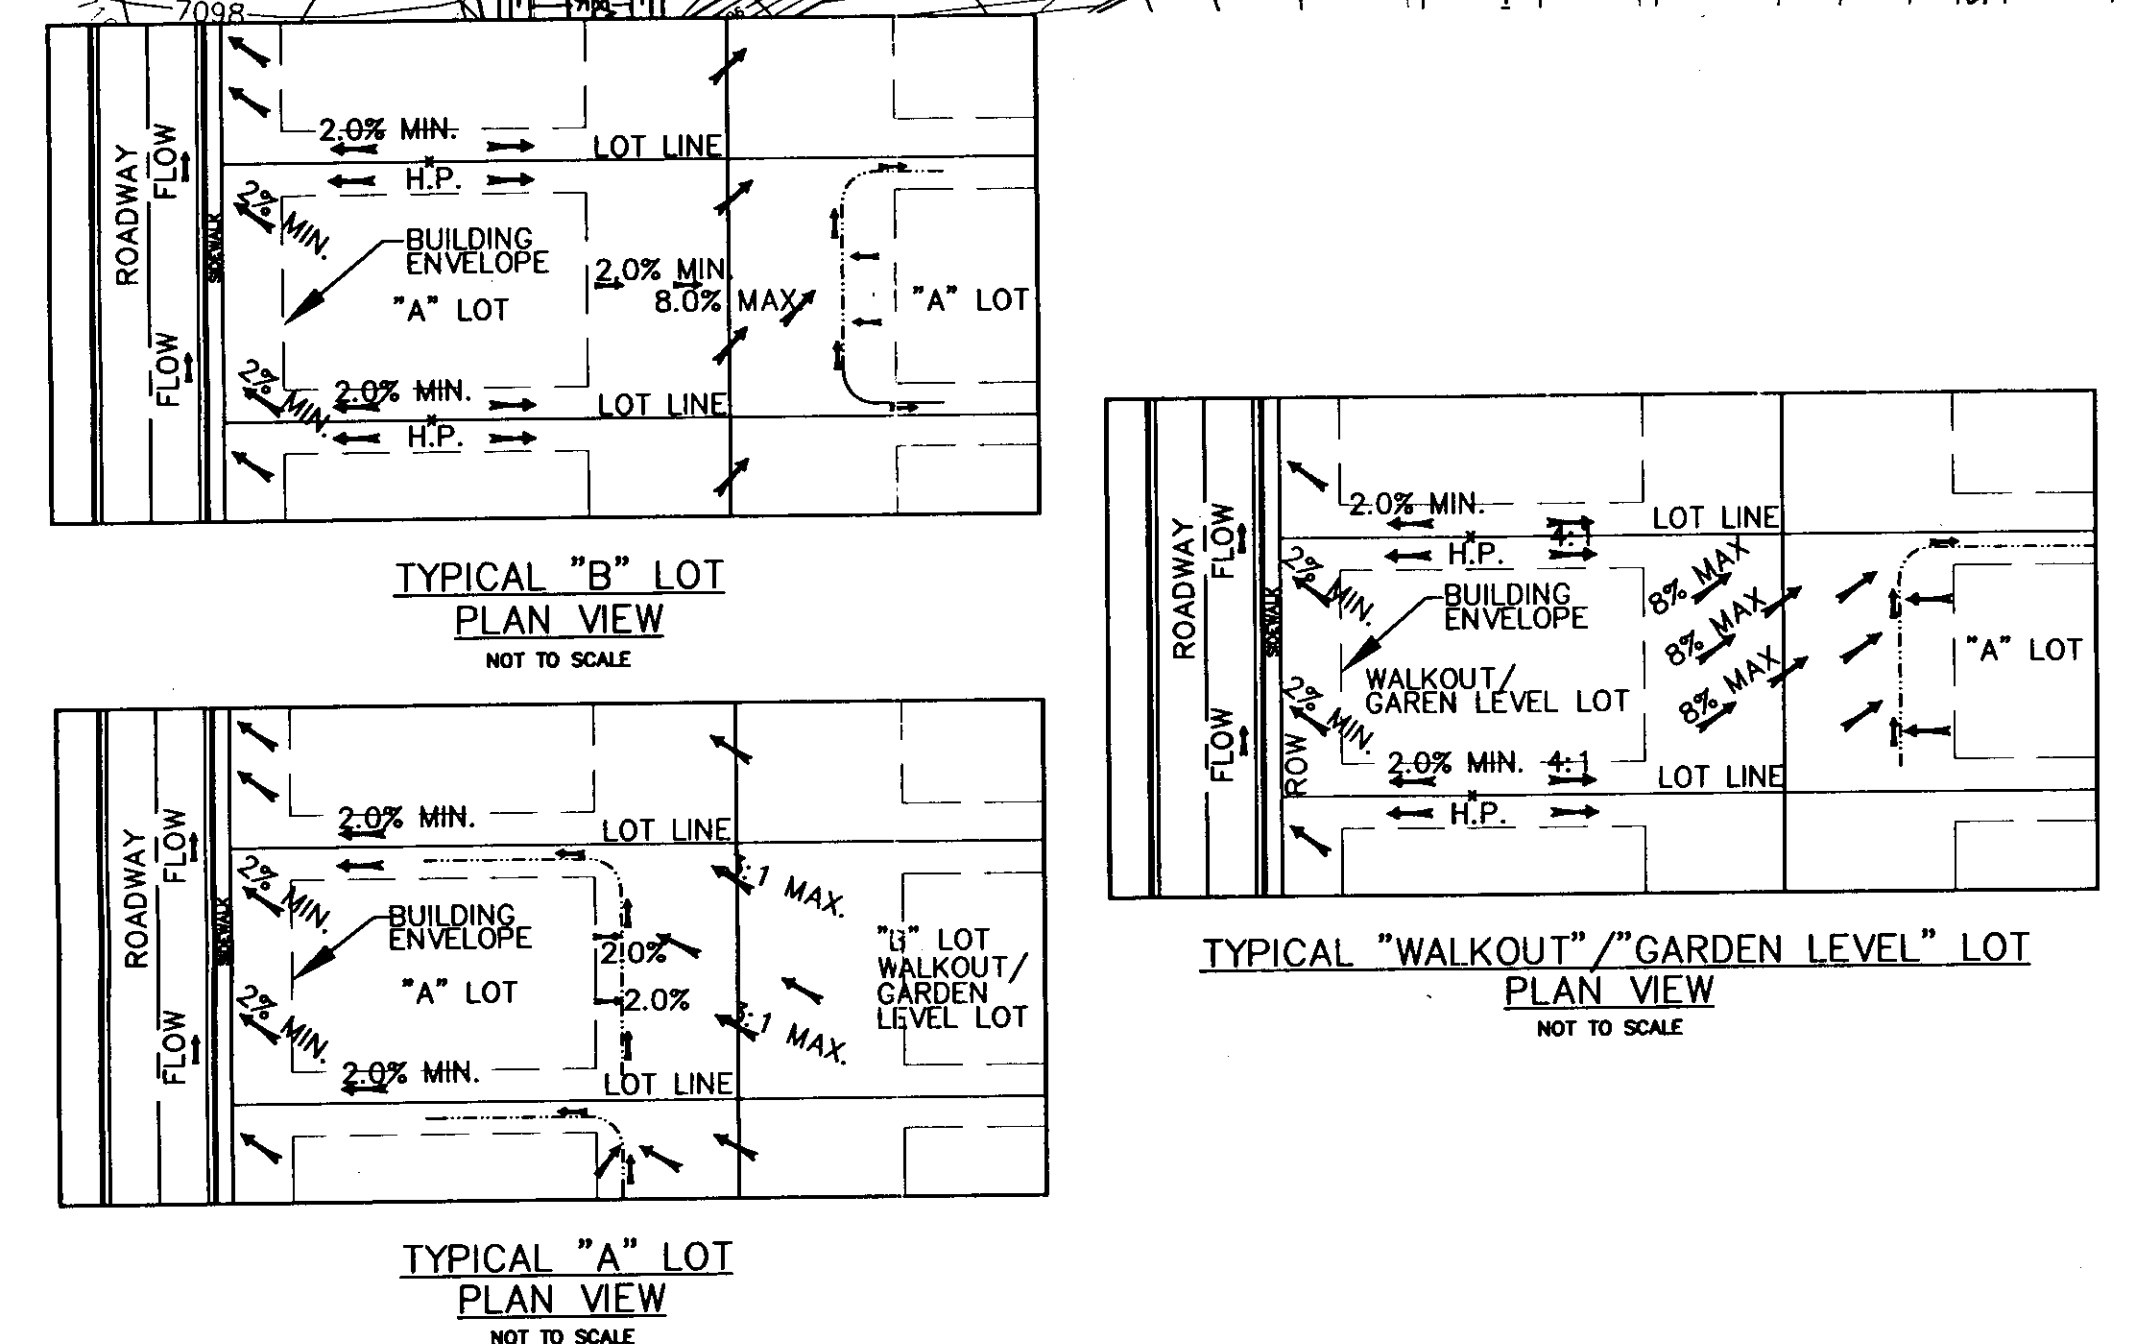 7098
2.0% MIN.
LOT LINE
H.P.
FLOW
ROADWAY
SIDEWALK
2% MIN.
BUILDING
ENVELOPE
"A" LOT
2.0% MIN.
8.0% MAX
"A" LOT
FLOW
2% MIN.
2.0% MIN.
LOT LINE
H.P.
TYPICAL "B" LOT
PLAN VIEW
NOT TO SCALE
2.0% MIN.
LOT LINE
4:1
H.P.
FLOW
ROADWAY
SIDEWALK
2% MIN.
BUILDING
ENVELOPE
8% MAX
8% MAX
8% MAX
"A" LOT
WALKOUT/
GAREN LEVEL LOT
FLOW
2% MIN.
ROW
2.0% MIN. 4:1
LOT LINE
H.P.
TYPICAL "WALKOUT"/"GARDEN LEVEL" LOT
PLAN VIEW
NOT TO SCALE
2.0% MIN.
LOT LINE
FLOW
ROADWAY
SIDEWALK
2% MIN.
BUILDING
ENVELOPE
"A" LOT
2.0%
2.0%
3:1 MAX.
3:1 MAX.
"B" LOT
WALKOUT/
GARDEN
LEVEL LOT
FLOW
2% MIN.
2.0% MIN.
LOT LINE
TYPICAL "A" LOT
PLAN VIEW
NOT TO SCALE